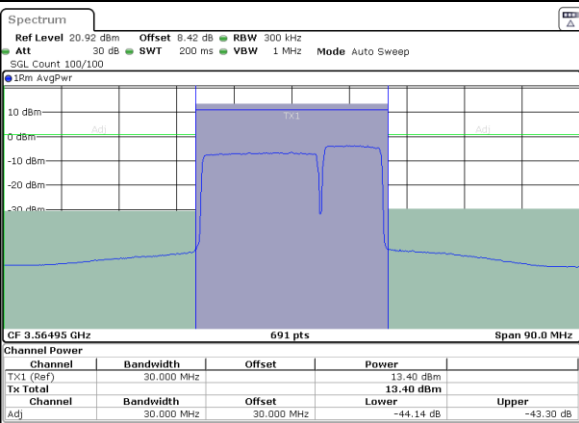 Spectrum
Ref Level 20.92 dBm Offset 8.42 dB RBW 300 kHz
Att 30 dB SWT 200 ms VBW 1 MHz Mode Auto Sweep
SGL Count 100/100
1Rm AvgPwr
10 dBm
TX1
0 dBm
Adj
Adj
-10 dBm
-20 dBm
-30 dBm
CF 3.56495 GHz 691 pts Span 90.0 MHz
Channel Power
Channel Bandwidth Offset Power
TX1 (Ref) 30.000 MHz 13.40 dBm
Tx Total 13.40 dBm
Channel Bandwidth Offset Lower Upper
Adj 30.000 MHz 30.000 MHz -44.14 dB -43.30 dB